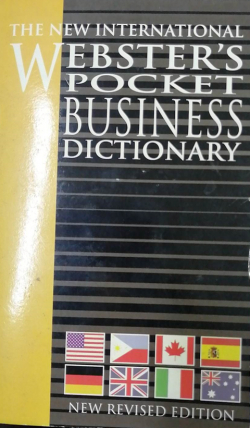 THE NEW INTERNATIONAL
WEBSTER'S
POCKET
BUSINESS
DICTIONARY
NEW REVISED EDITION